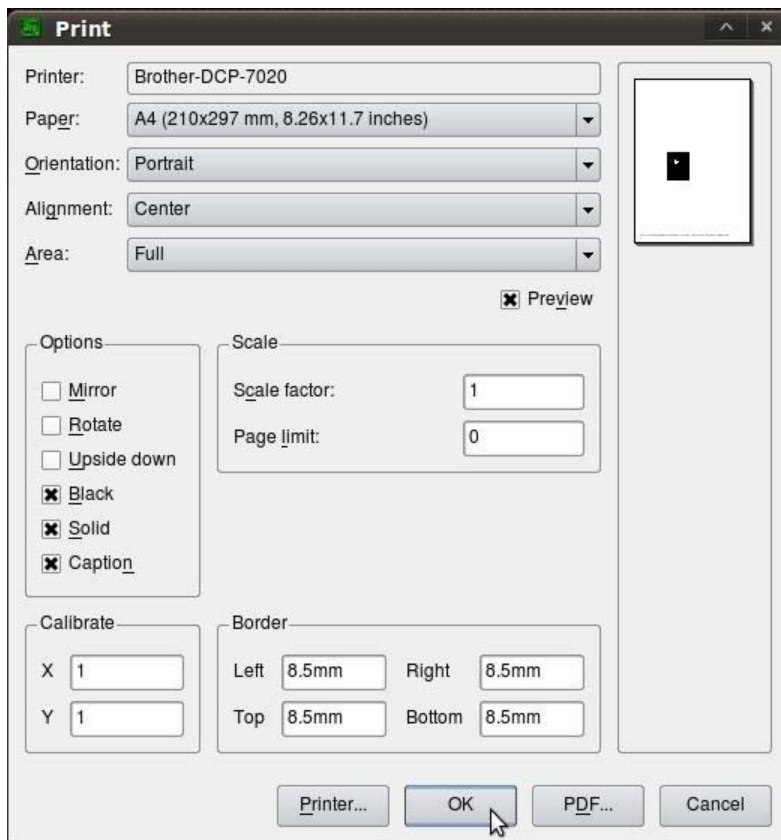 Print
Printer: Brother-DCP-7020
Paper: A4 (210x297 mm, 8.26x11.7 inches)
Orientation: Portrait
Alignment: Center
Area: Full
Preview
Options
Mirror
Rotate
Upside down
Black
Solid
Caption
Scale
Scale factor: 1
Page limit: 0
Calibrate
X 1
Y 1
Border
Left 8.5mm Right 8.5mm
Top 8.5mm Bottom 8.5mm
Printer... OK PDF... Cancel